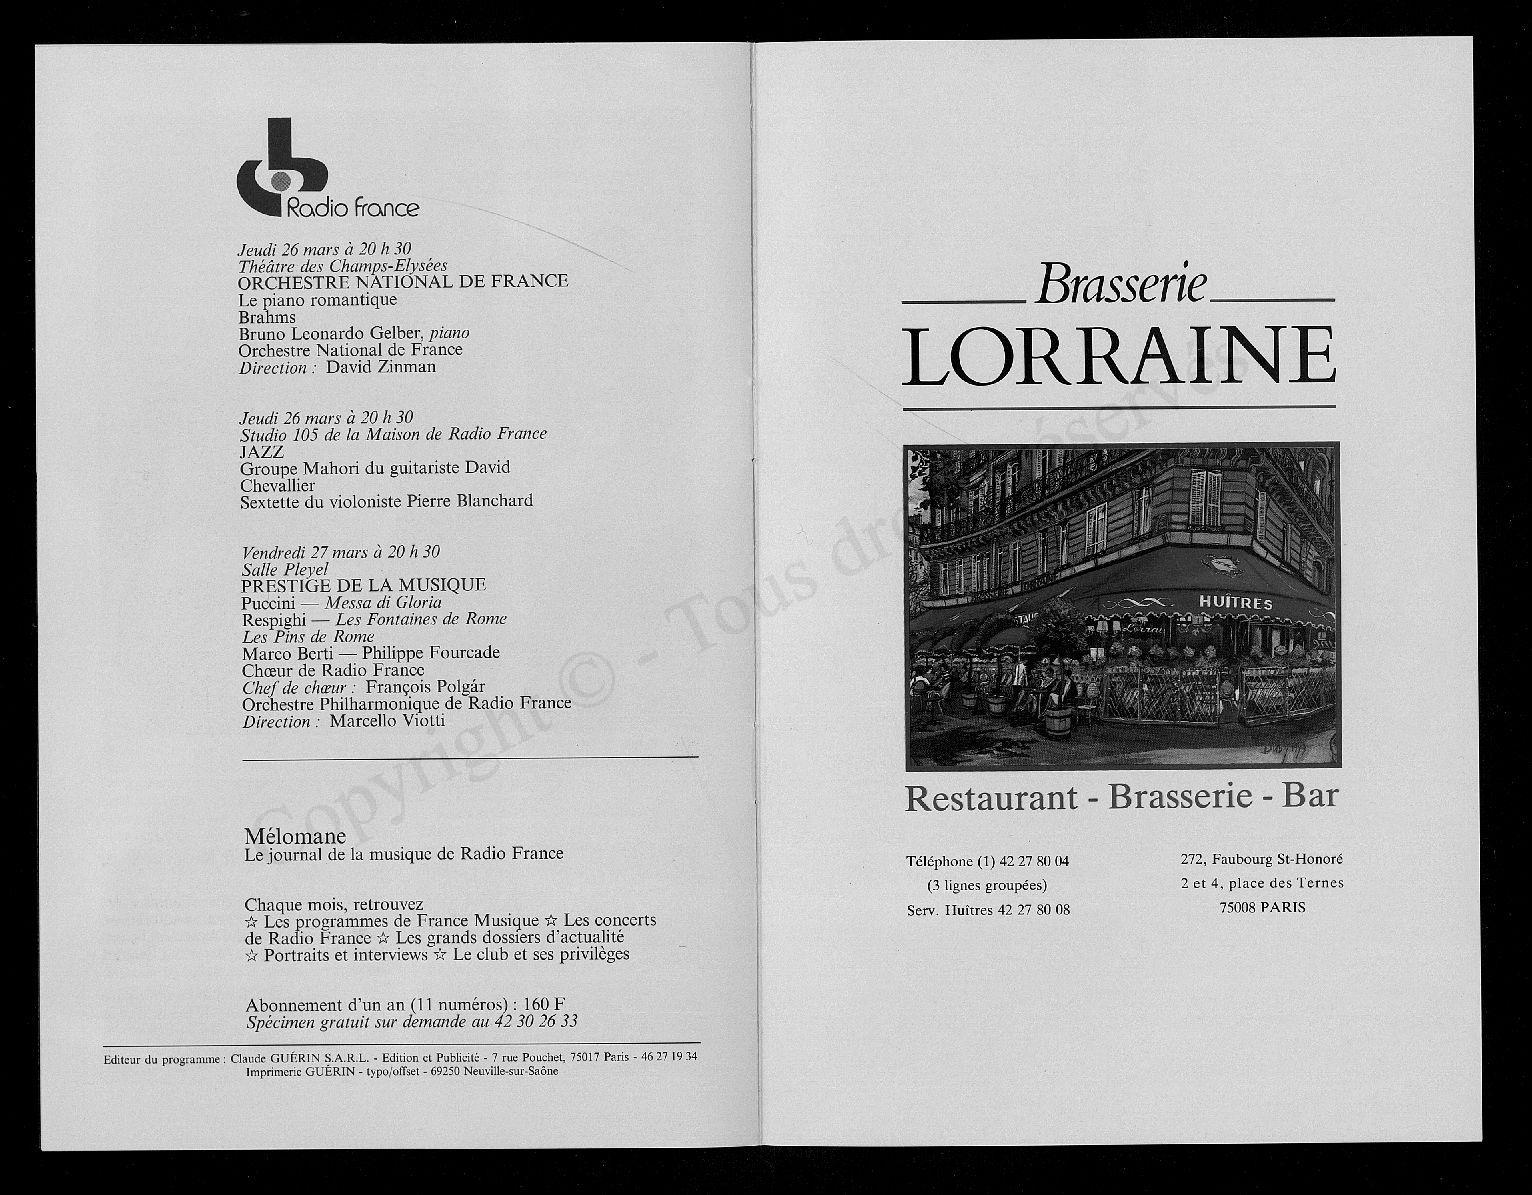 Radio France
Jeudi 26 mars à 20 h 30
Théâtre des Champs-Elysées
ORCHESTRE NATIONAL DE FRANCE
Le piano romantique
Brahms
Bruno Leonardo Gelber, piano
Orchestre National de France
Direction : David Zinman
Jeudi 26 mars à 20 h 30
Studio 105 de la Maison de Radio France
JAZZ
Groupe Mahori du guitariste David
Chevallier
Sextette du violoniste Pierre Blanchard
Vendredi 27 mars à 20 h 30
Salle Pleyel
PRESTIGE DE LA MUSIQUE
Puccini — Messa di Gloria
Respighi — Les Fontaines de Rome
Les Pins de Rome
Marco Berti — Philippe Fourcade
Chœur de Radio France
Chef de chœur : François Polgár
Orchestre Philharmonique de Radio France
Direction : Marcello Viotti
Mélomane
Le journal de la musique de Radio France
Chaque mois, retrouvez
☆ Les programmes de France Musique ☆ Les concerts
de Radio France ☆ Les grands dossiers d'actualité
☆ Portraits et interviews ☆ Le club et ses privilèges
Abonnement d'un an (11 numéros) : 160 F
Spécimen gratuit sur demande au 42 30 26 33
Editeur du programme : Claude GUÉRIN S.A.R.L. - Edition et Publicité - 7 rue Pouchet, 75017 Paris - 46 27 19 34
Imprimerie GUÉRIN - typo/offset - 69250 Neuville-sur-Saône
Brasserie
LORRAINE
HUÎTRES
Lorrai
Restaurant - Brasserie - Bar
Téléphone (1) 42 27 80 04
(3 lignes groupées)
Serv. Huîtres 42 27 80 08
272, Faubourg St-Honoré
2 et 4, place des Ternes
75008 PARIS
Copyright © - Tous droits réservés